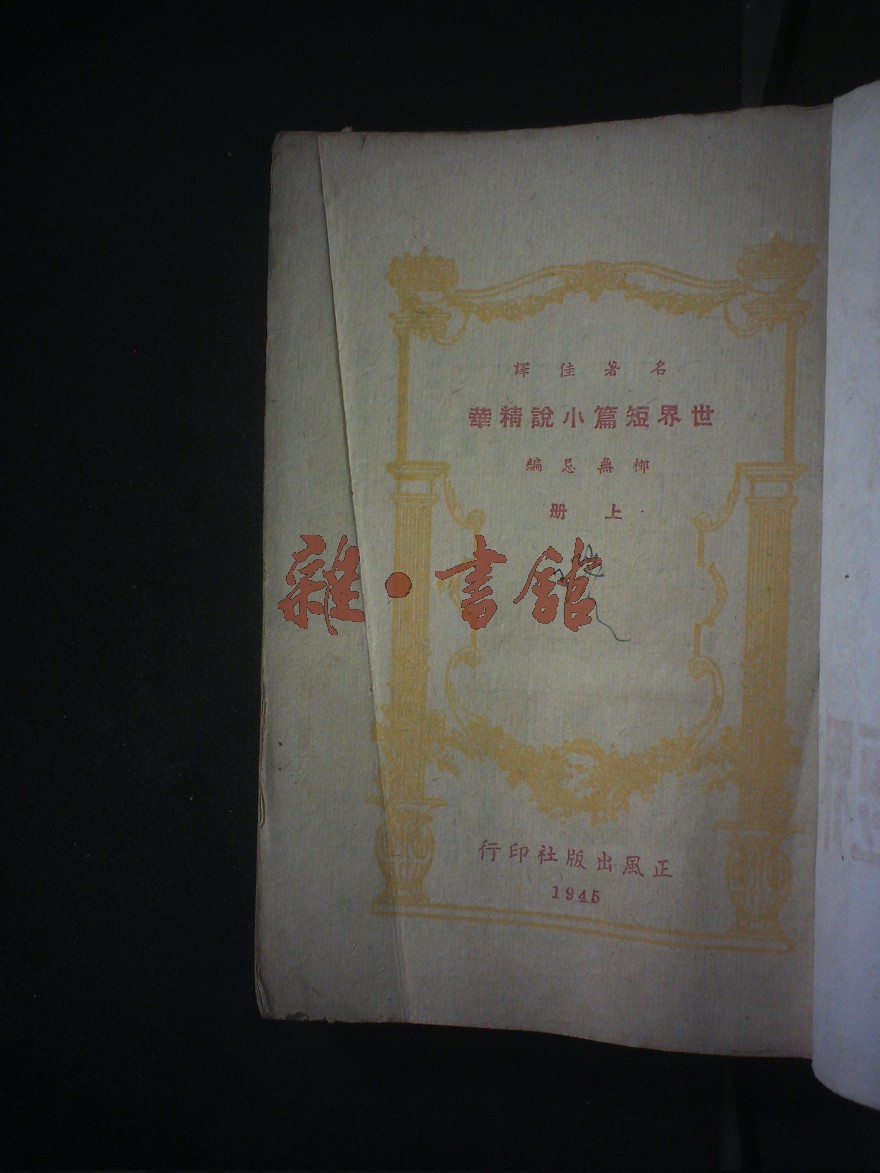 名著佳譯
世界短篇小說精華
柳無忌編
上册
雜·書館
正風出版社印行
1945